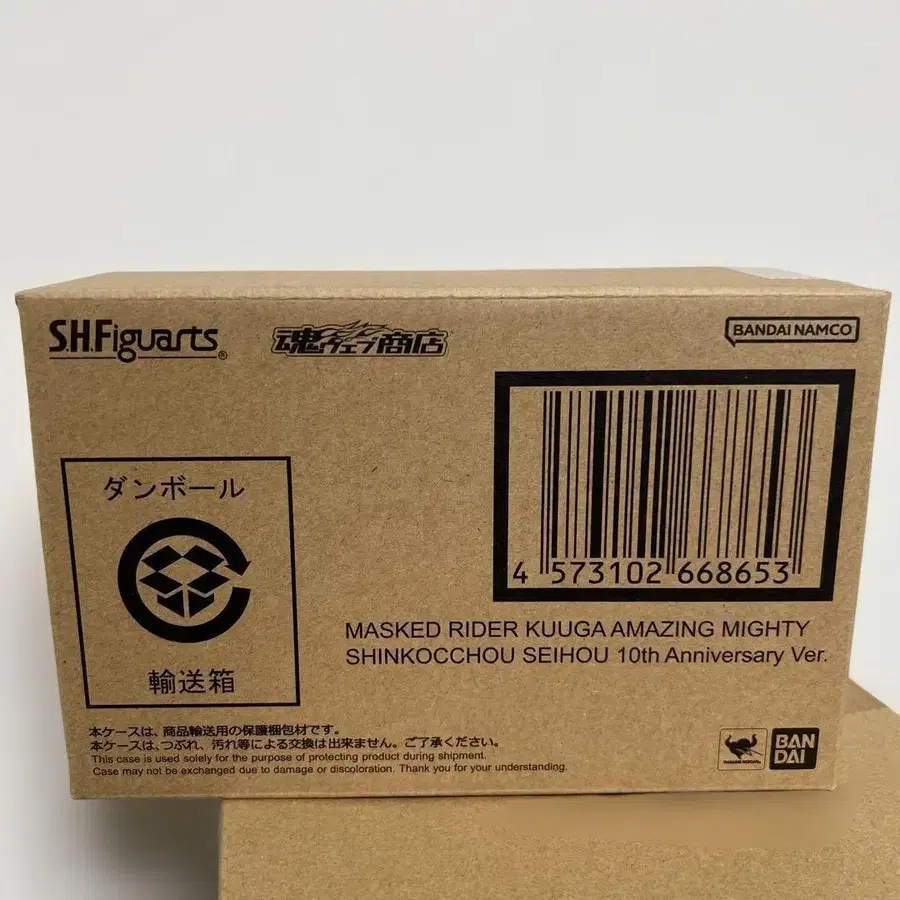 S.H.Figuarts®
魂ウェブ商店
BANDAI NAMCO
4 573102 668653
ダンボール
輸送箱
MASKED RIDER KUUGA AMAZING MIGHTY
SHINKOCCHOU SEIHOU 10th Anniversary Ver.
本ケースは、商品輸送用の保護梱包材です。
本ケースは、つぶれ、汚れ等による交換は出来ません。ご了承ください。
This case is used solely for the purpose of protecting product during shipment.
Case may not be exchanged due to damage or discoloration. Thank you for your understanding.
BAN
DAI